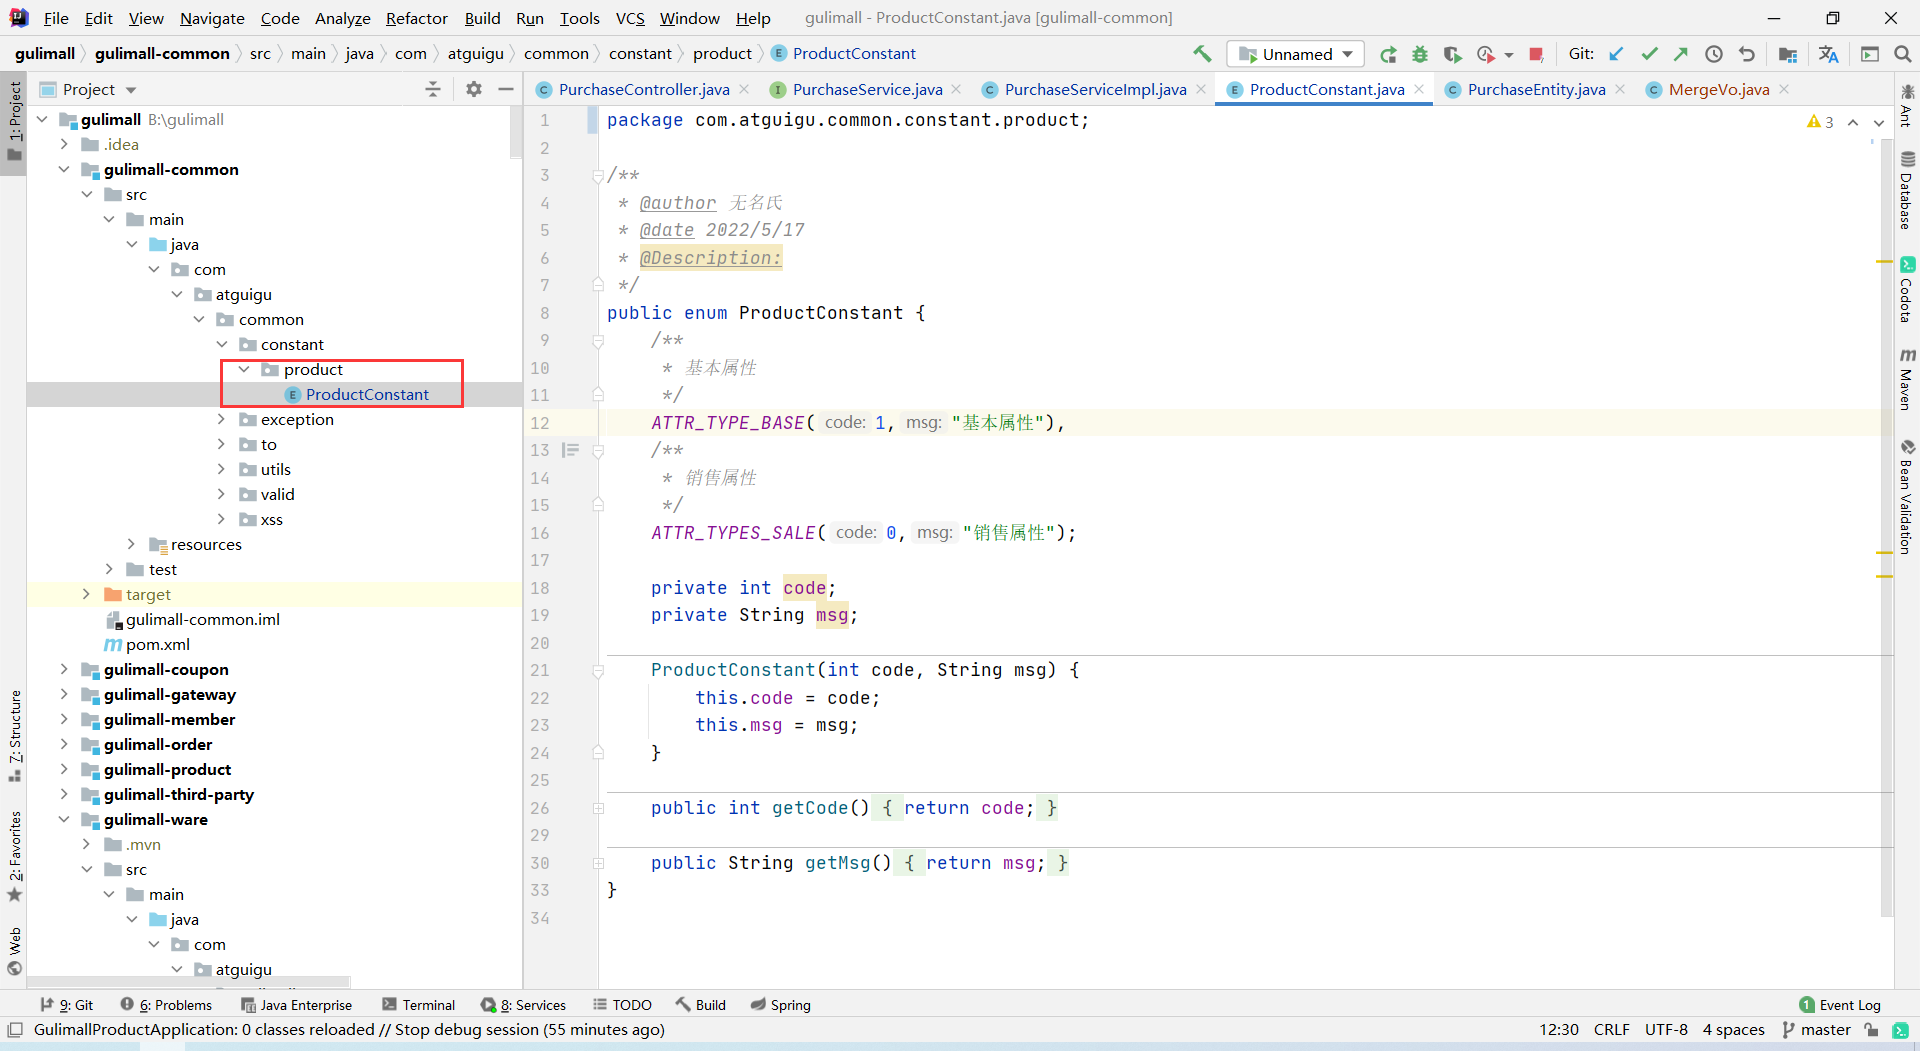 File Edit View Navigate Code Analyze Refactor Build Run Tools VCS Window Help gulimall - ProductConstant.java [gulimall-common]
gulimall gulimall-common src main java com atguigu common constant product ProductConstant Unnamed Git:
Project
PurchaseController.java PurchaseService.java PurchaseServiceImpl.java ProductConstant.java PurchaseEntity.java MergeVo.java
1: Project
7: Structure
2: Favorites
Web
gulimall B:\gulimall
.idea
gulimall-common
src
main
java
com
atguigu
common
constant
product
ProductConstant
exception
to
utils
valid
xss
resources
test
target
gulimall-common.iml
pom.xml
gulimall-coupon
gulimall-gateway
gulimall-member
gulimall-order
gulimall-product
gulimall-third-party
gulimall-ware
.mvn
src
main
java
com
atguigu
1 package com.atguigu.common.constant.product;
2
3 /**
4 * @author 无名氏
5 * @date 2022/5/17
6 * @Description:
7 */
8 public enum ProductConstant {
9 /**
10 * 基本属性
11 */
12 ATTR_TYPE_BASE( code: 1, msg: "基本属性"),
13 /**
14 * 销售属性
15 */
16 ATTR_TYPES_SALE( code: 0, msg: "销售属性");
17
18 private int code;
19 private String msg;
20
21 ProductConstant(int code, String msg) {
22 this.code = code;
23 this.msg = msg;
24 }
25
26 public int getCode() { return code; }
29
30 public String getMsg() { return msg; }
33 }
34
3
Ant
Database
Codota
Maven
Bean Validation
9: Git 6: Problems Java Enterprise Terminal 8: Services TODO Build Spring 1 Event Log
GulimallProductApplication: 0 classes reloaded // Stop debug session (55 minutes ago) 12:30 CRLF UTF-8 4 spaces master